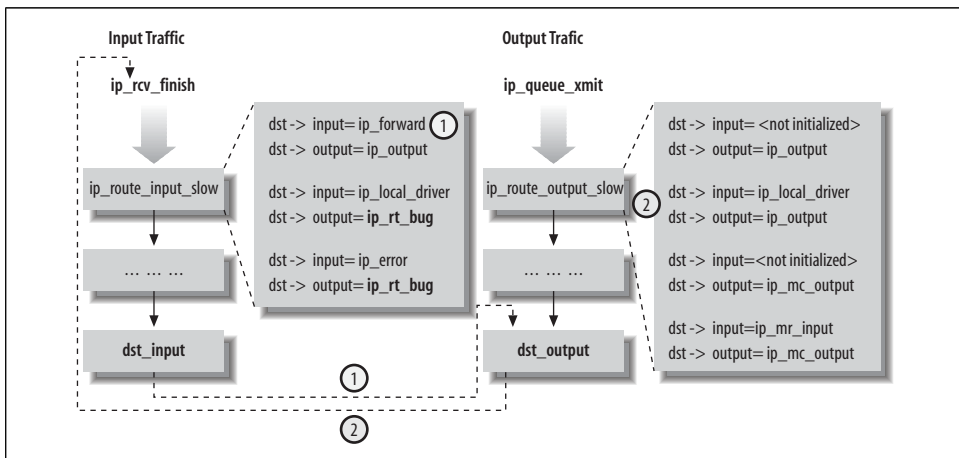 Input Traffic
ip_rcv_finish
ip_route_input_slow
... ... ...
dst_input
dst -> input= ip_forward 1
dst -> output= ip_output
dst -> input= ip_local_driver
dst -> output= ip_rt_bug
dst -> input= ip_error
dst -> output= ip_rt_bug
Output Trafic
ip_queue_xmit
ip_route_output_slow
2
... ... ...
dst_output
dst -> input= <not initialized>
dst -> output= ip_output
dst -> input= ip_local_driver
dst -> output= ip_output
dst -> input= <not initialized>
dst -> output= ip_mc_output
dst -> input=ip_mr_input
dst -> output= ip_mc_output
1
2